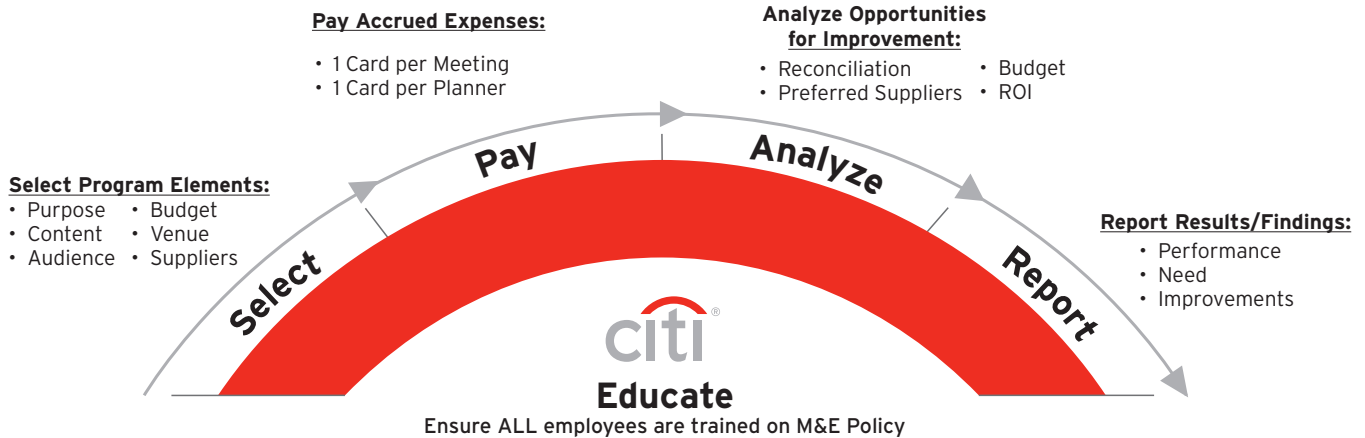 Pay Accrued Expenses:
• 1 Card per Meeting
• 1 Card per Planner
Analyze Opportunities
for Improvement:
• Reconciliation • Budget
• Preferred Suppliers • ROI
Select Program Elements:
• Purpose • Budget
• Content • Venue
• Audience • Suppliers
Report Results/Findings:
• Performance
• Need
• Improvements
Select
Pay
Analyze
Report
citi®
Educate
Ensure ALL employees are trained on M&E Policy